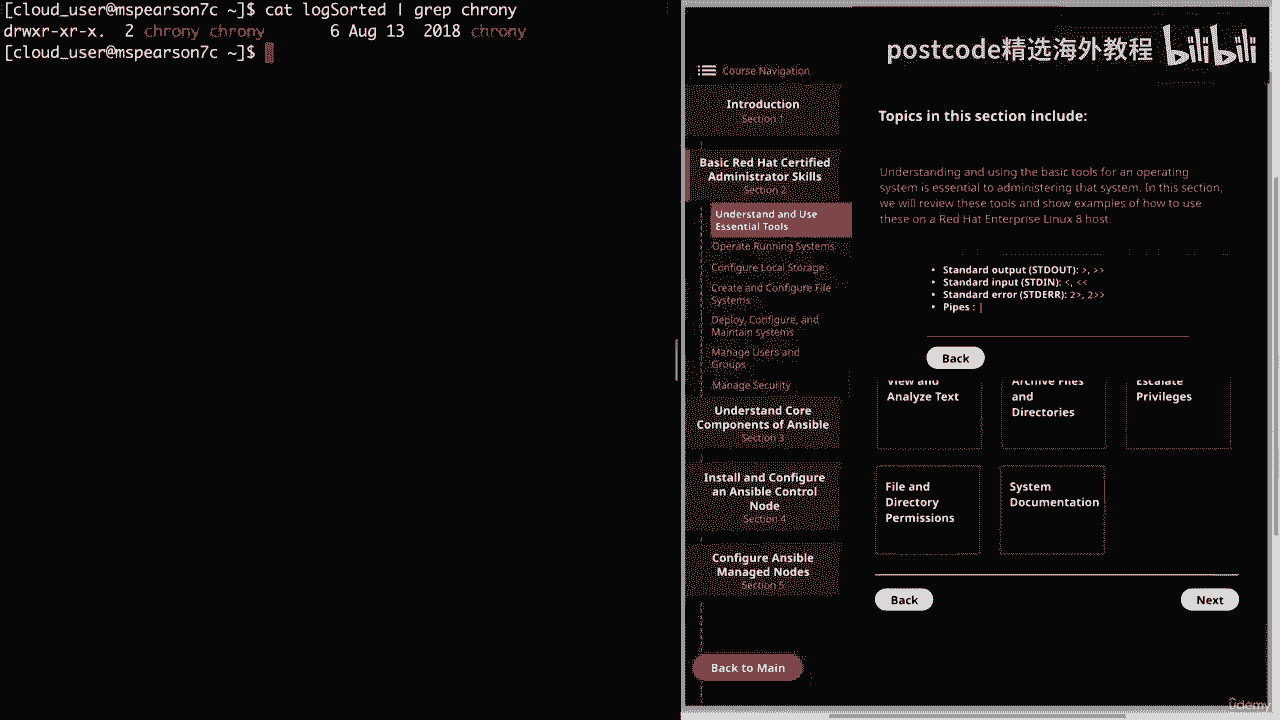 [cloud_user@mspearson7c ~]$ cat logSorted | grep chrony
drwxr-xr-x.  2 chrony chrony       6 Aug 13  2018 chrony
[cloud_user@mspearson7c ~]$
postcode精选海外教程 bilibili
Course Navigation
Introduction
Section 1
Basic Red Hat Certified
Administrator Skills
Section 2
Understand and Use
Essential Tools
Operate Running Systems
Configure Local Storage
Create and Configure File
Systems
Deploy, Configure, and
Maintain systems
Manage Users and
Groups
Manage Security
Understand Core
Components of Ansible
Section 3
Install and Configure
an Ansible Control
Node
Section 4
Configure Ansible
Managed Nodes
Section 5
Back to Main
Topics in this section include:
Understanding and using the basic tools for an operating
system is essential to administering that system. In this section,
we will review these tools and show examples of how to use
these on a Red Hat Enterprise Linux 8 host.
• Standard output (STDOUT): >, >>
• Standard input (STDIN): <, <<
• Standard error (STDERR): 2>, 2>>
• Pipes : |
Back
View and
Analyze Text
Archive Files
and
Directories
Escalate
Privileges
File and
Directory
Permissions
System
Documentation
Back
Next
ûdemy